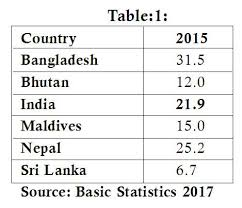 Table:1:
Country 2015
Bangladesh 31.5
Bhutan 12.0
India 21.9
Maldives 15.0
Nepal 25.2
Sri Lanka 6.7
Source: Basic Statistics 2017